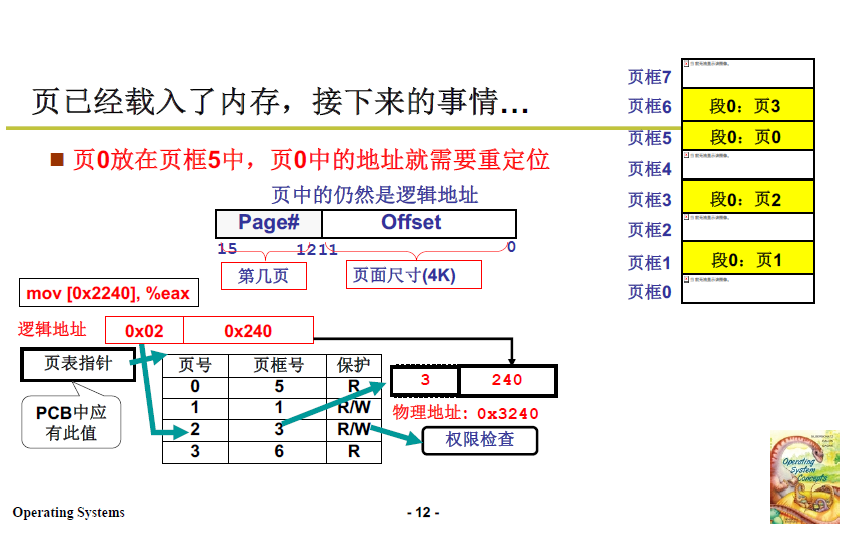 页已经载入了内存，接下来的事情…
■ 页0放在页框5中，页0中的地址就需要重定位
页中的仍然是逻辑地址
Page# Offset
15 12 11 0
第几页 页面尺寸(4K)
mov [0x2240], %eax
逻辑地址 0x02 0x240
页表指针
PCB中应
有此值
页号 页框号 保护
0 5 R
1 1 R/W
2 3 R/W
3 6 R
3 240
物理地址: 0x3240
权限检查
页框7
页框6 段0：页3
页框5 段0：页0
页框4
页框3 段0：页2
页框2
页框1 段0：页1
页框0
Operating
System
Concepts
Operating Systems
- 12 -